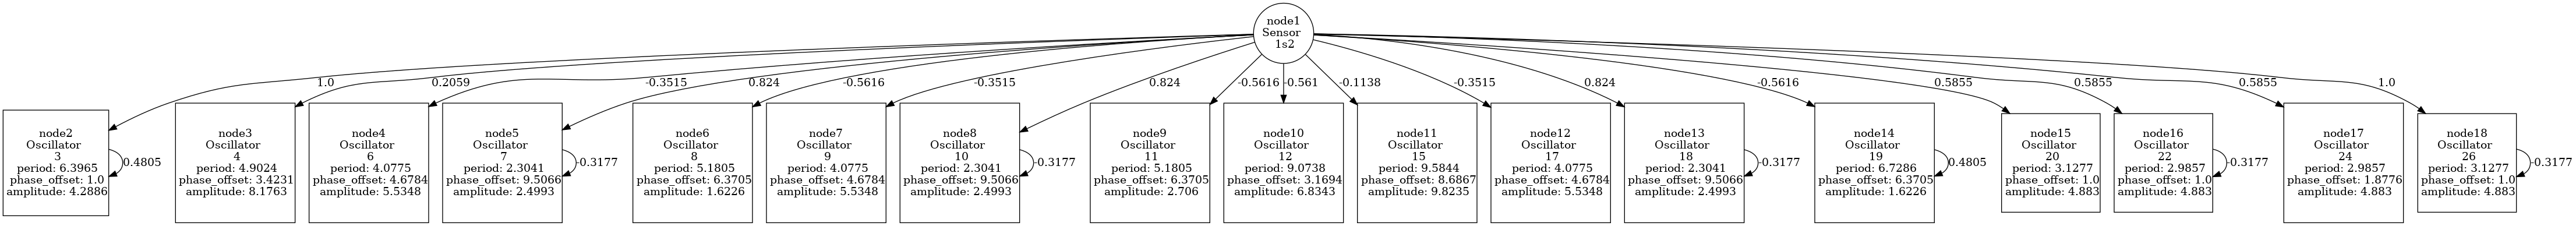 node1
Sensor
1s2
1.0
0.2059
-0.3515
0.824
-0.5616
-0.3515
0.824
-0.5616
-0.561
-0.1138
-0.3515
0.824
-0.5616
0.5855
0.5855
0.5855
1.0
node2
Oscillator
3
period: 6.3965
phase_offset: 1.0
amplitude: 4.2886
0.4805
node3
Oscillator
4
period: 4.9024
phase_offset: 3.4231
amplitude: 8.1763
node4
Oscillator
6
period: 4.0775
phase_offset: 4.6784
amplitude: 5.5348
node5
Oscillator
7
period: 2.3041
phase_offset: 9.5066
amplitude: 2.4993
-0.3177
node6
Oscillator
8
period: 5.1805
phase_offset: 6.3705
amplitude: 1.6226
node7
Oscillator
9
period: 4.0775
phase_offset: 4.6784
amplitude: 5.5348
node8
Oscillator
10
period: 2.3041
phase_offset: 9.5066
amplitude: 2.4993
-0.3177
node9
Oscillator
11
period: 5.1805
phase_offset: 6.3705
amplitude: 2.706
node10
Oscillator
12
period: 9.0738
phase_offset: 3.1694
amplitude: 6.8343
node11
Oscillator
15
period: 9.5844
phase_offset: 8.6867
amplitude: 9.8235
node12
Oscillator
17
period: 4.0775
phase_offset: 4.6784
amplitude: 5.5348
node13
Oscillator
18
period: 2.3041
phase_offset: 9.5066
amplitude: 2.4993
-0.3177
node14
Oscillator
19
period: 6.7286
phase_offset: 6.3705
amplitude: 1.6226
0.4805
node15
Oscillator
20
period: 3.1277
phase_offset: 1.0
amplitude: 4.883
node16
Oscillator
22
period: 2.9857
phase_offset: 1.0
amplitude: 4.883
-0.3177
node17
Oscillator
24
period: 2.9857
phase_offset: 1.8776
amplitude: 4.883
node18
Oscillator
26
period: 3.1277
phase_offset: 1.0
amplitude: 4.883
-0.3177